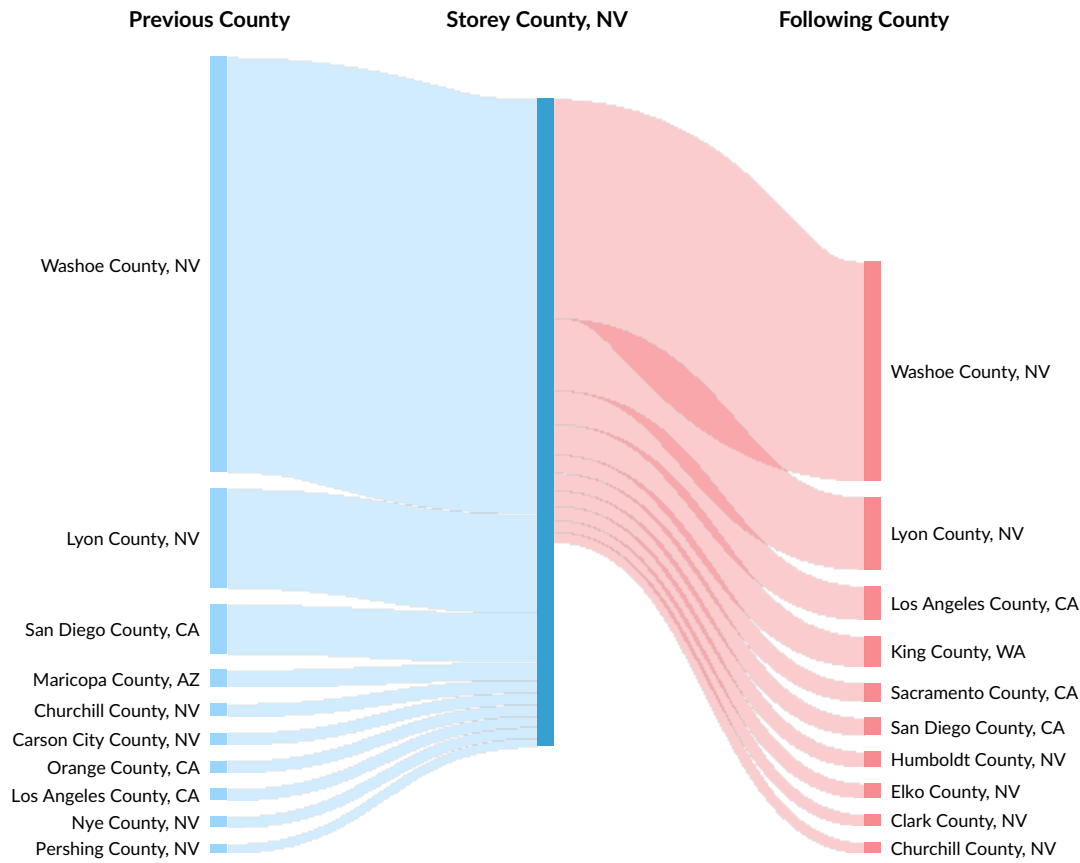 Previous County
Storey County, NV
Following County
Washoe County, NV
Lyon County, NV
San Diego County, CA
Maricopa County, AZ
Churchill County, NV
Carson City County, NV
Orange County, CA
Los Angeles County, CA
Nye County, NV
Pershing County, NV
Washoe County, NV
Lyon County, NV
Los Angeles County, CA
King County, WA
Sacramento County, CA
San Diego County, CA
Humboldt County, NV
Elko County, NV
Clark County, NV
Churchill County, NV